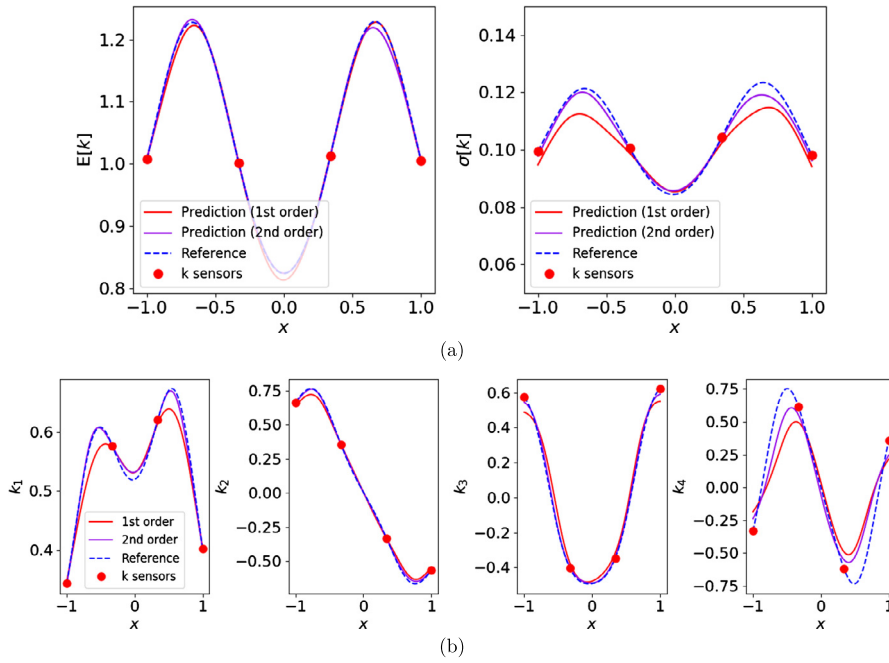 E[k]
1.2
1.1
1.0
0.9
0.8
Prediction (1st order)
Prediction (2nd order)
Reference
k sensors
−1.0
−0.5
0.0
0.5
1.0
x
σ[k]
0.14
0.12
0.10
0.08
0.06
Prediction (1st order)
Prediction (2nd order)
Reference
k sensors
−1.0
−0.5
0.0
0.5
1.0
x
(a)
k₁
0.6
0.5
0.4
1st order
2nd order
Reference
k sensors
−1
0
1
x
k₂
0.75
0.50
0.25
0.00
−0.25
−0.50
−1
0
1
x
k₃
0.6
0.4
0.2
0.0
−0.2
−0.4
−1
0
1
x
k₄
0.75
0.50
0.25
0.00
−0.25
−0.50
−0.75
−1
0
1
x
(b)